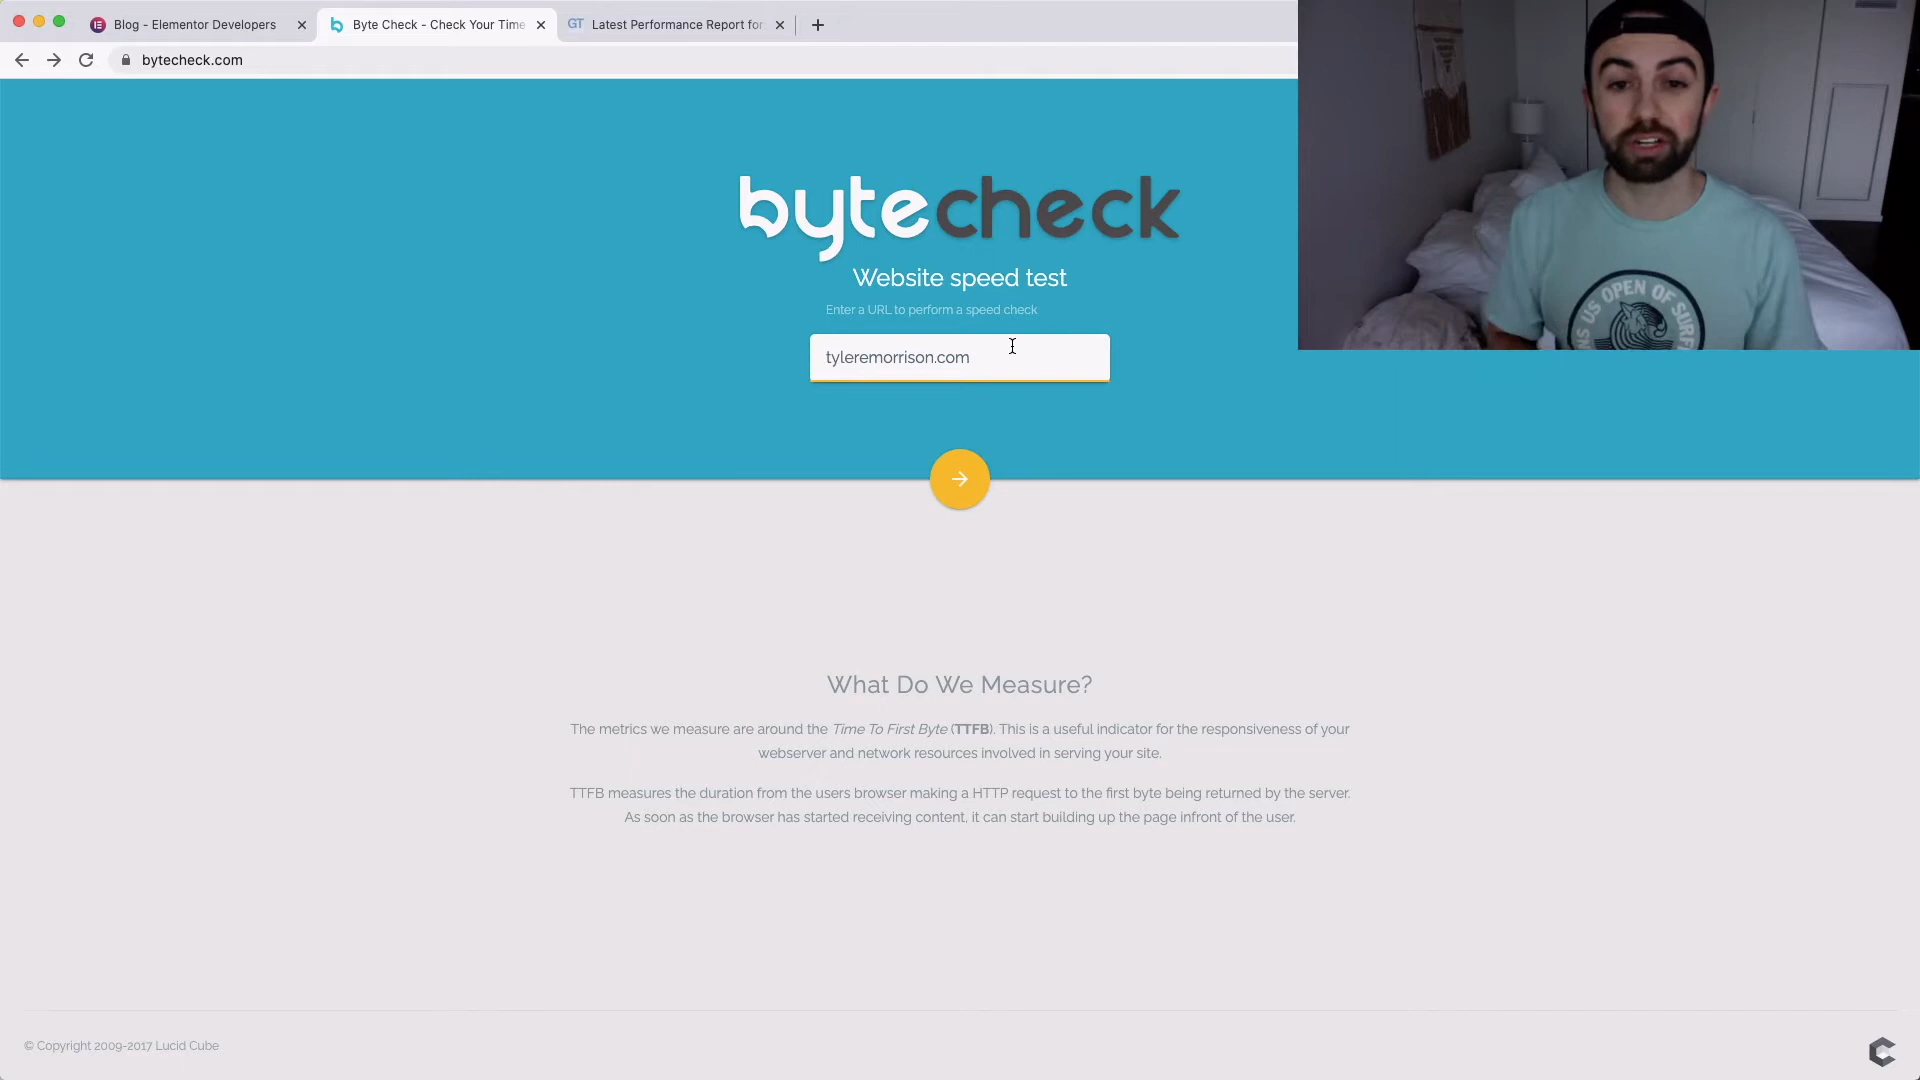 Blog - Elementor Developers
Byte Check - Check Your Time
GT
Latest Performance Report for
bytecheck.com
bytecheck
Website speed test
Enter a URL to perform a speed check
tyleremorrison.com
What Do We Measure?
The metrics we measure are around the Time To First Byte (TTFB). This is a useful indicator for the responsiveness of your
webserver and network resources involved in serving your site.
TTFB measures the duration from the users browser making a HTTP request to the first byte being returned by the server.
As soon as the browser has started receiving content, it can start building up the page infront of the user.
© Copyright 2009-2017 Lucid Cube
US OPEN OF SURF